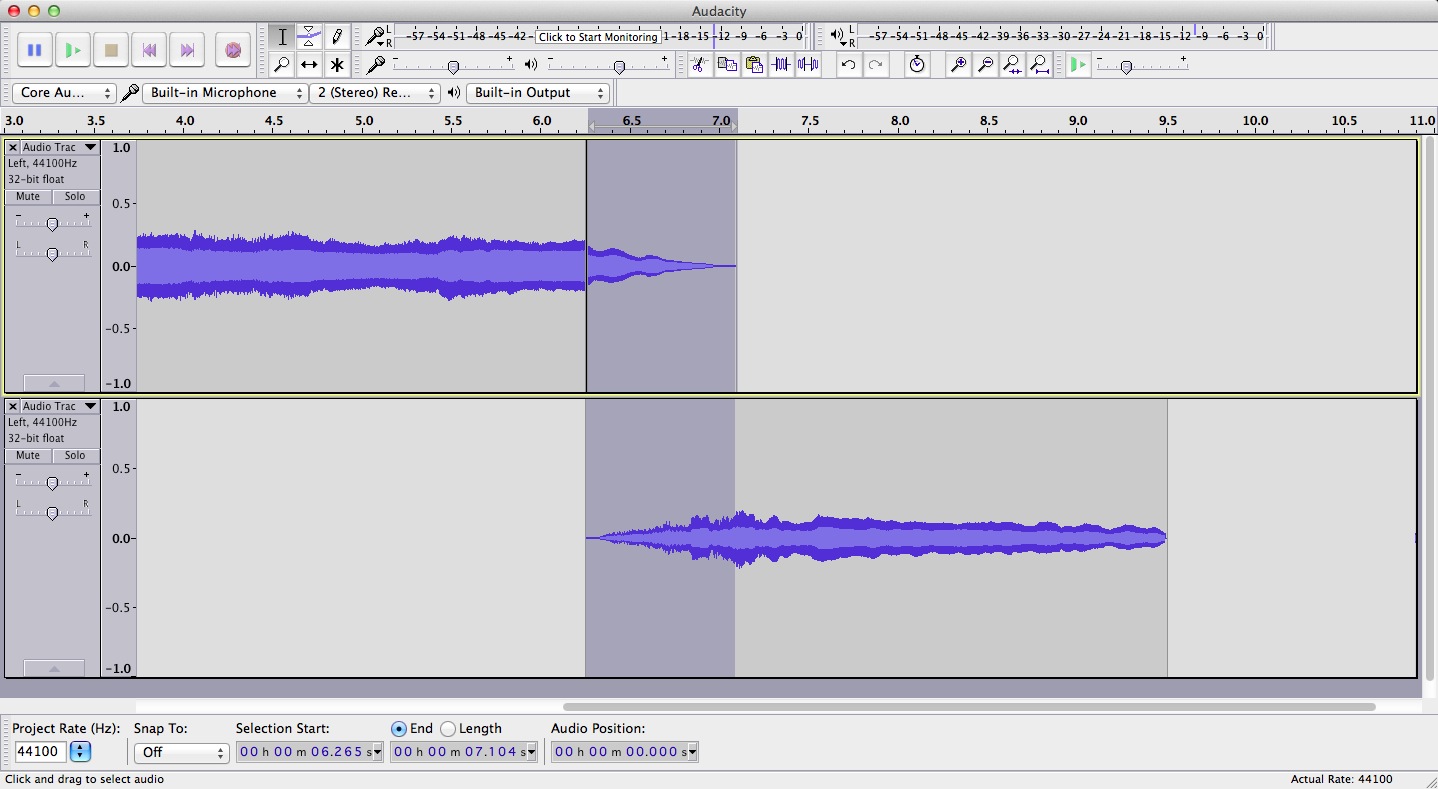 Audacity
L
R
-57 -54 -51 -48 -45 -42 - Click to Start Monitoring 1 -18 -15 -12 -9 -6 -3 0
L
R
-57 -54 -51 -48 -45 -42 -39 -36 -33 -30 -27 -24 -21 -18 -15 -12 -9 -6 -3 0
- +
- +
- +
Core Au... Built-in Microphone 2 (Stereo) Re... Built-in Output
3.0 3.5 4.0 4.5 5.0 5.5 6.0 6.5 7.0 7.5 8.0 8.5 9.0 9.5 10.0 10.5 11.0
Audio Trac
Left, 44100Hz
32-bit float
Mute Solo
- +
L R
1.0
0.5-
0.0-
-0.5-
-1.0
Audio Trac
Left, 44100Hz
32-bit float
Mute Solo
- +
L R
1.0
0.5-
0.0-
-0.5-
-1.0
Project Rate (Hz): Snap To: Selection Start: End Length Audio Position:
44100 Off 00 h 00 m 06.265 s 00 h 00 m 07.104 s 00 h 00 m 00.000 s
Click and drag to select audio Actual Rate: 44100